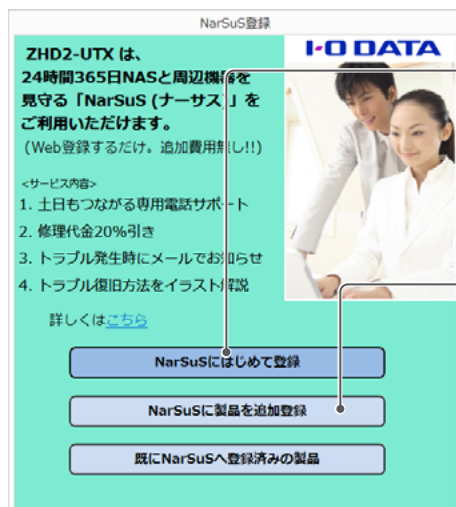 NarSuS登録
I-O DATA
ZHD2-UTX は、
24時間365日NASと周辺機器を
見守る「NarSuS (ナーサス)」を
ご利用いただけます。
(Web登録するだけ。追加費用無し!!)
<サービス内容>
1. 土日もつながる専用電話サポート
2. 修理代金20%引き
3. トラブル発生時にメールでお知らせ
4. トラブル復旧方法をイラスト解説
詳しくはこちら
NarSuSにはじめて登録
NarSuSに製品を追加登録
既にNarSuSへ登録済みの製品